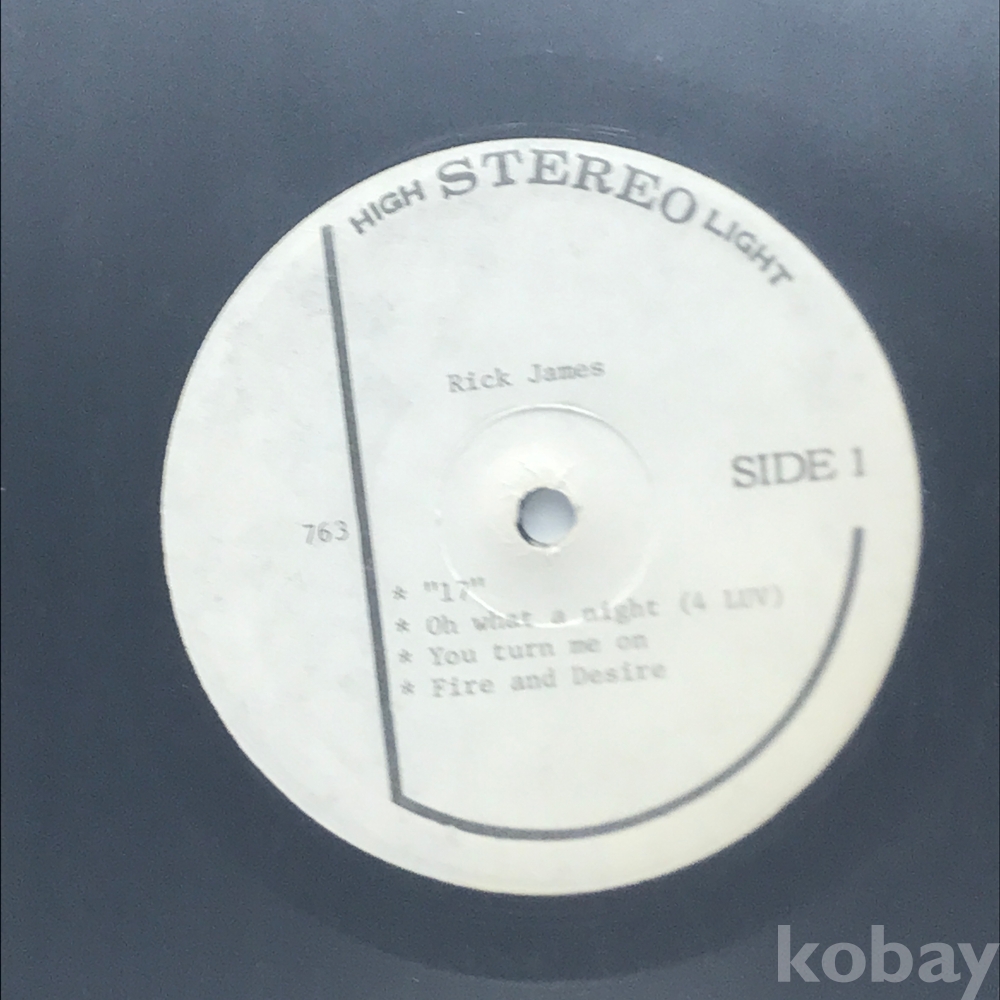 HIGH STEREO LIGHT
Rick James
SIDE 1
763
* "17"
* Oh what a night (4 LUV)
* You turn me on
* Fire and Desire
kobay